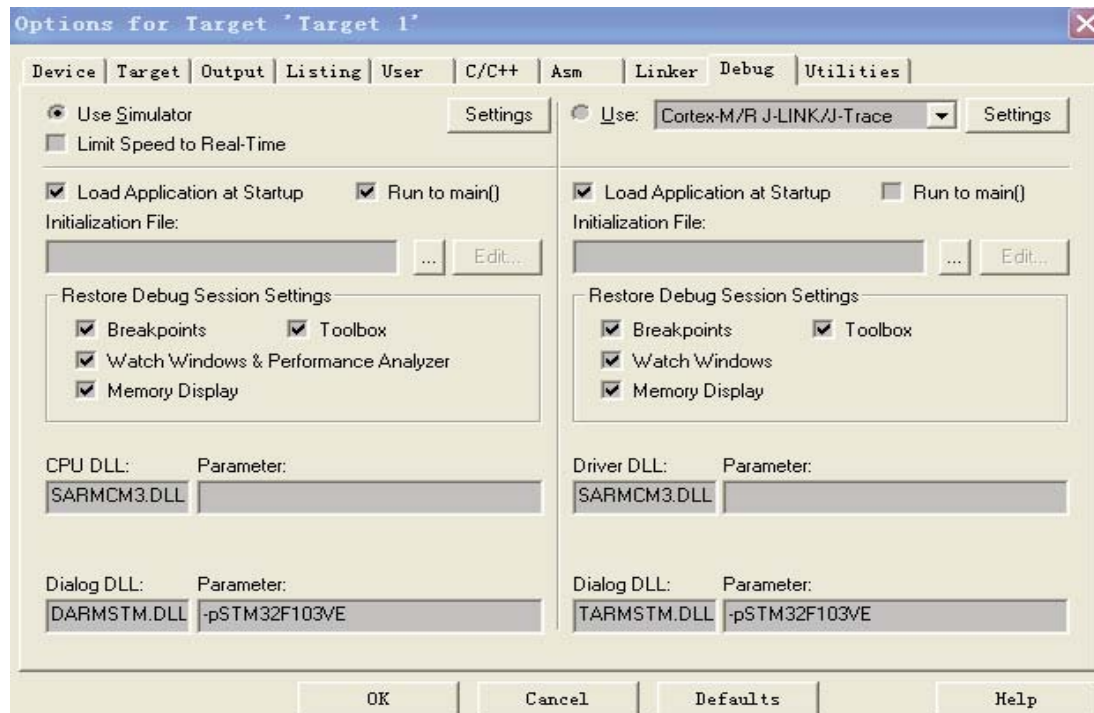 Options for Target 'Target 1'
Device Target Output Listing User C/C++ Asm Linker Debug Utilities
Use Simulator Settings Use: Cortex-M/R J-LINK/J-Trace Settings
Limit Speed to Real-Time
Load Application at Startup Run to main() Load Application at Startup Run to main()
Initialization File: Initialization File:
... Edit... ... Edit...
Restore Debug Session Settings Restore Debug Session Settings
Breakpoints Toolbox Breakpoints Toolbox
Watch Windows & Performance Analyzer Watch Windows
Memory Display Memory Display
CPU DLL: Parameter: Driver DLL: Parameter:
SARMCM3.DLL SARMCM3.DLL
Dialog DLL: Parameter: Dialog DLL: Parameter:
DARMSTM.DLL -pSTM32F103VE TARMSTM.DLL -pSTM32F103VE
OK Cancel Defaults Help